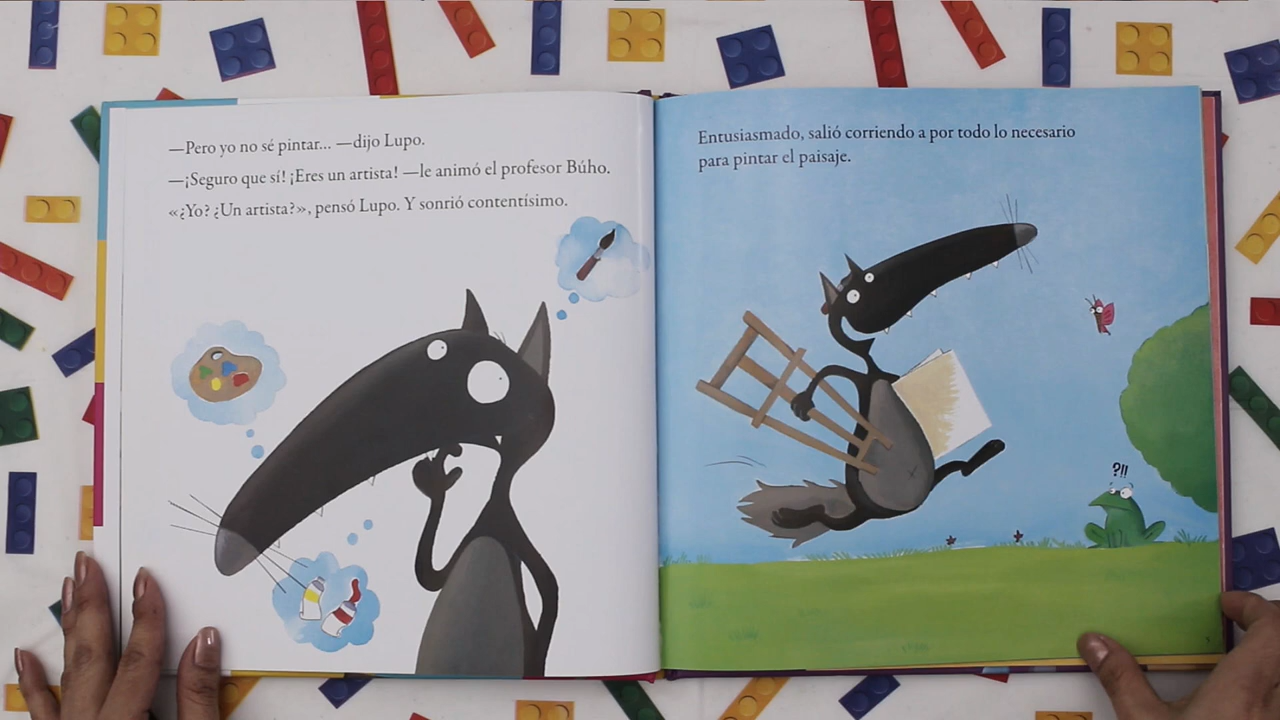 —Pero yo no sé pintar... —dijo Lupo.
—¡Seguro que sí! ¡Eres un artista! —le animó el profesor Búho.
«¿Yo? ¿Un artista?», pensó Lupo. Y sonrió contentísimo.
Entusiasmado, salió corriendo a por todo lo necesario
para pintar el paisaje.
?!!